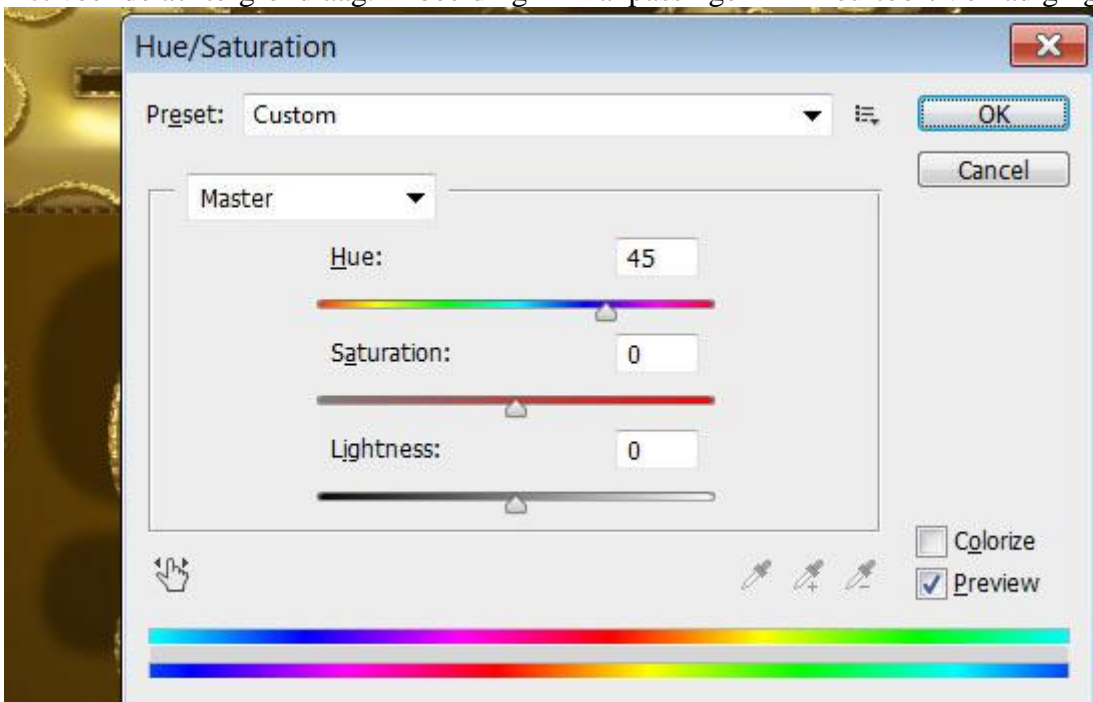 Hue/Saturation
Preset: Custom
OK
Cancel
Master
Hue: 45
Saturation: 0
Lightness: 0
Colorize
Preview